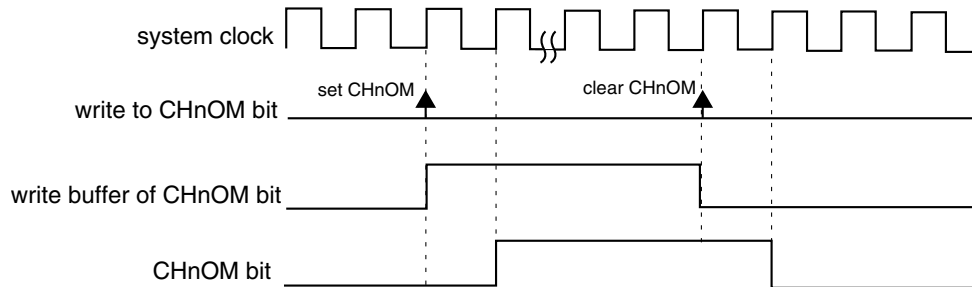 system clock
set CHnOM
clear CHnOM
write to CHnOM bit
write buffer of CHnOM bit
CHnOM bit